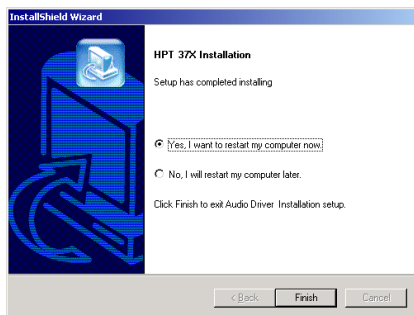 InstallShield Wizard
HPT 37X Installation
Setup has completed installing
Yes, I want to restart my computer now.
No, I will restart my computer later.
Click Finish to exit Audio Driver Installation setup.
< Back
Finish
Cancel